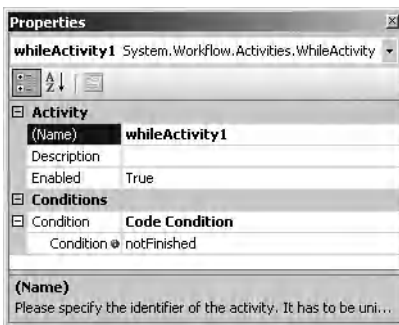 Properties
whileActivity1 System.Workflow.Activities.WhileActivity
Activity
(Name) whileActivity1
Description
Enabled True
Conditions
Condition Code Condition
Condition notFinished
(Name)
Please specify the identifier of the activity. It has to be uni...